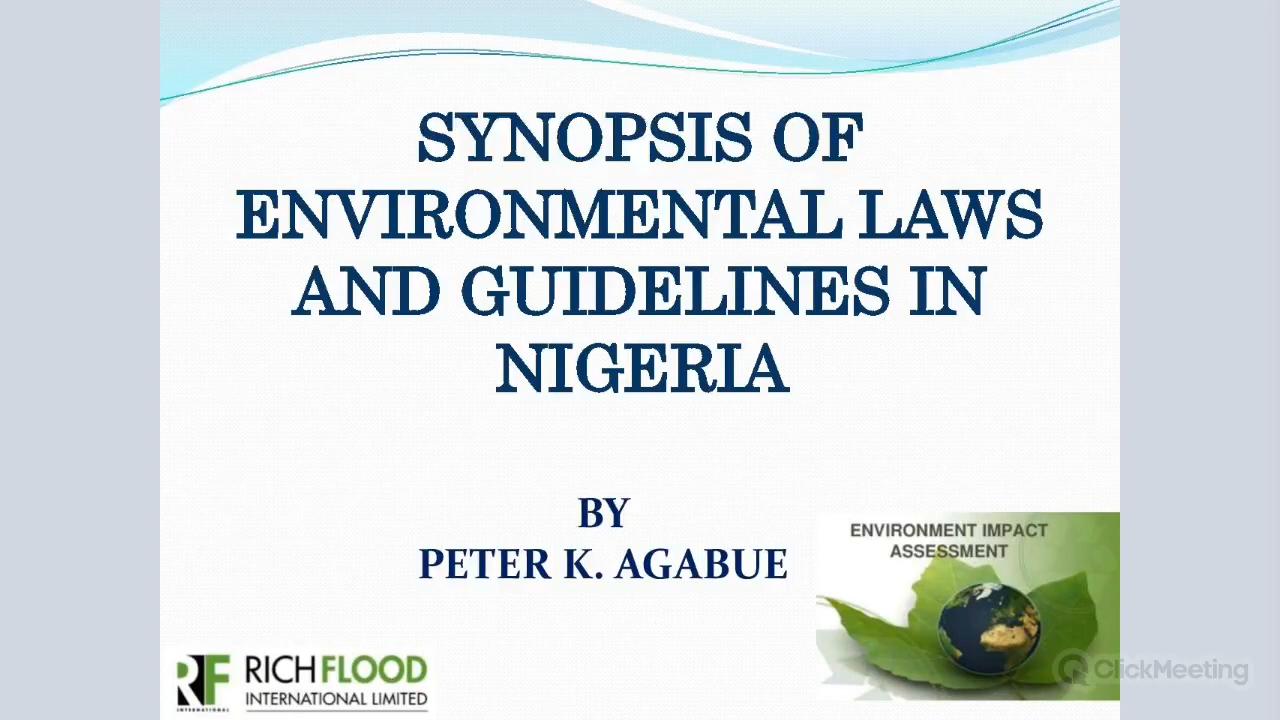 SYNOPSIS OF
ENVIRONMENTAL LAWS
AND GUIDELINES IN
NIGERIA
BY
PETER K. AGABUE
ENVIRONMENT IMPACT
ASSESSMENT
RF
INTERNATIONAL
RICHFLOOD
INTERNATIONAL LIMITED
ClickMeeting